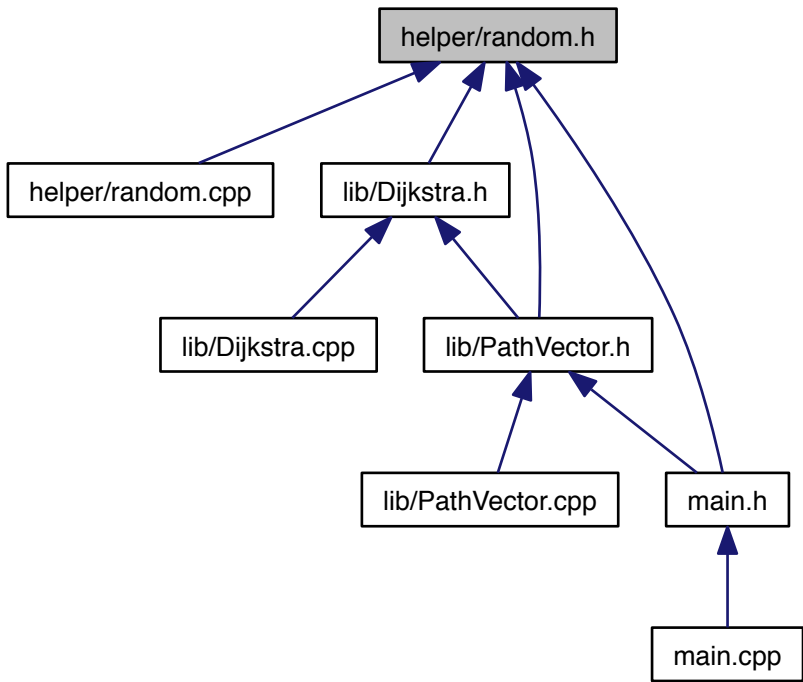 helper/random.h
helper/random.cpp
lib/Dijkstra.h
lib/Dijkstra.cpp
lib/PathVector.h
lib/PathVector.cpp
main.h
main.cpp